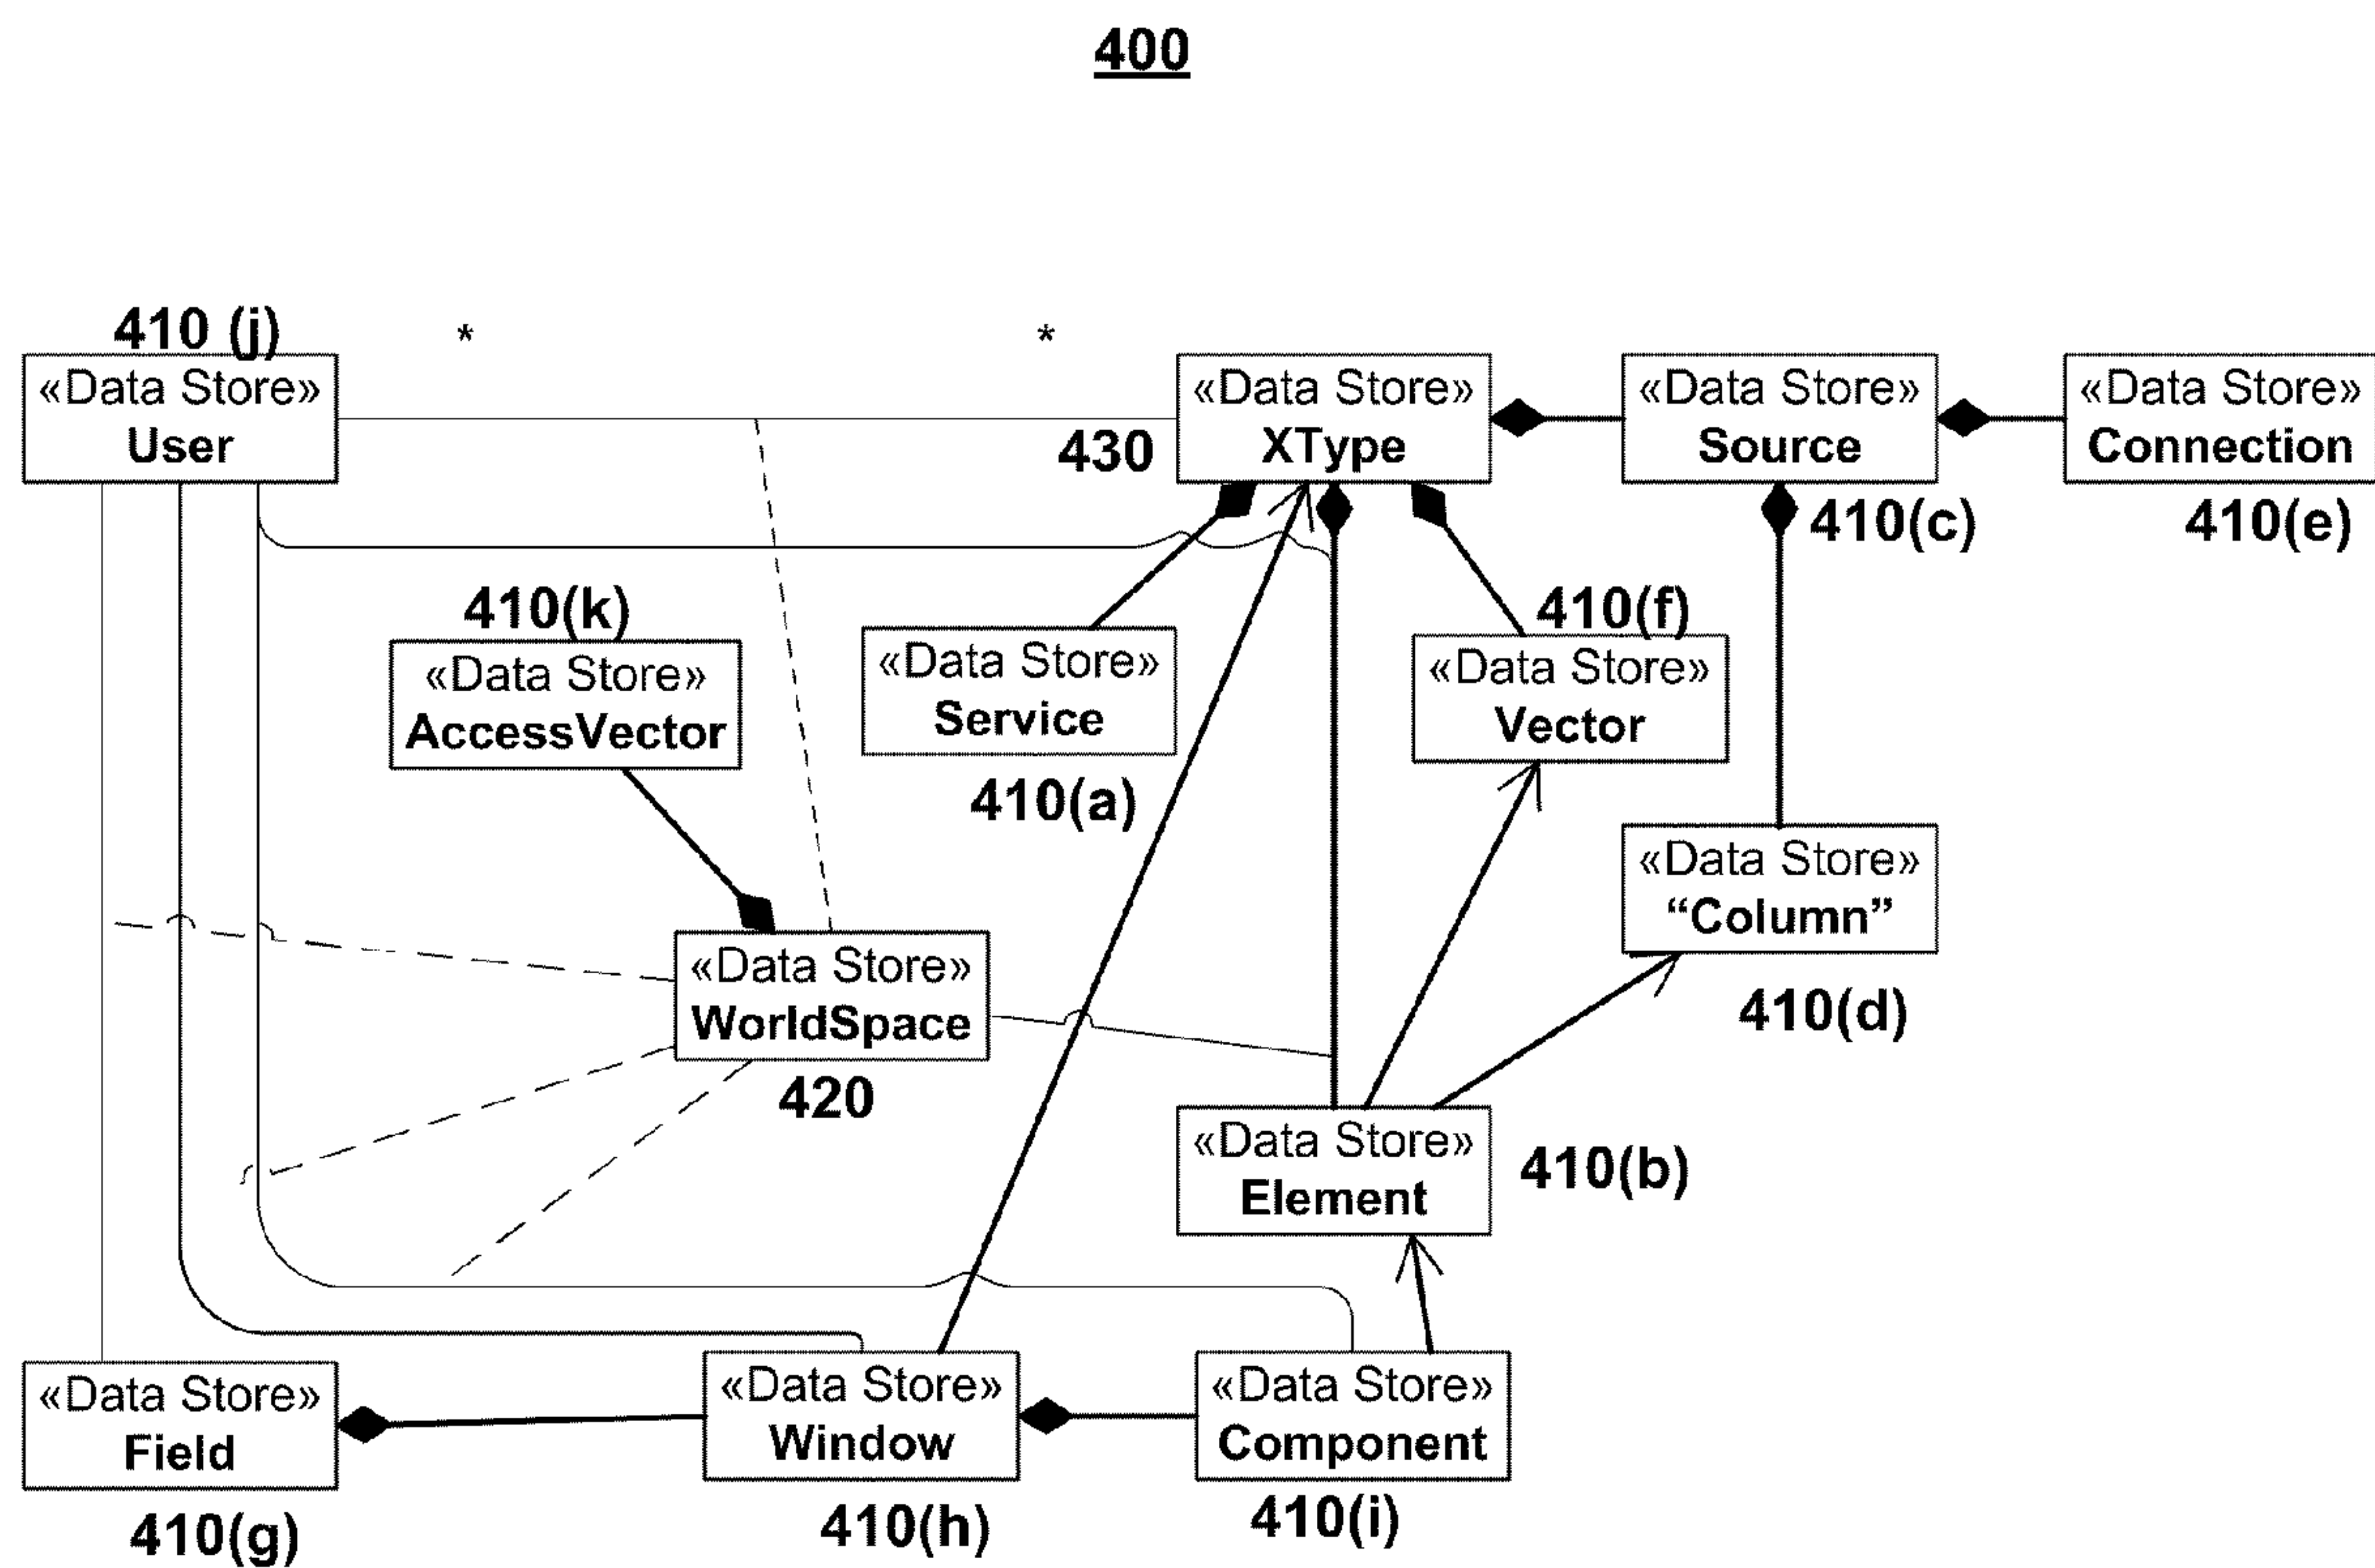 400
410 (j)
*
*
«Data Store»
User
430
«Data Store»
XType
«Data Store»
Source
410(c)
«Data Store»
Connection
410(e)
410(k)
«Data Store»
AccessVector
«Data Store»
Service
410(a)
410(f)
«Data Store»
Vector
«Data Store»
“Column”
410(d)
«Data Store»
WorldSpace
420
«Data Store»
Element
410(b)
«Data Store»
Field
410(g)
«Data Store»
Window
410(h)
«Data Store»
Component
410(i)